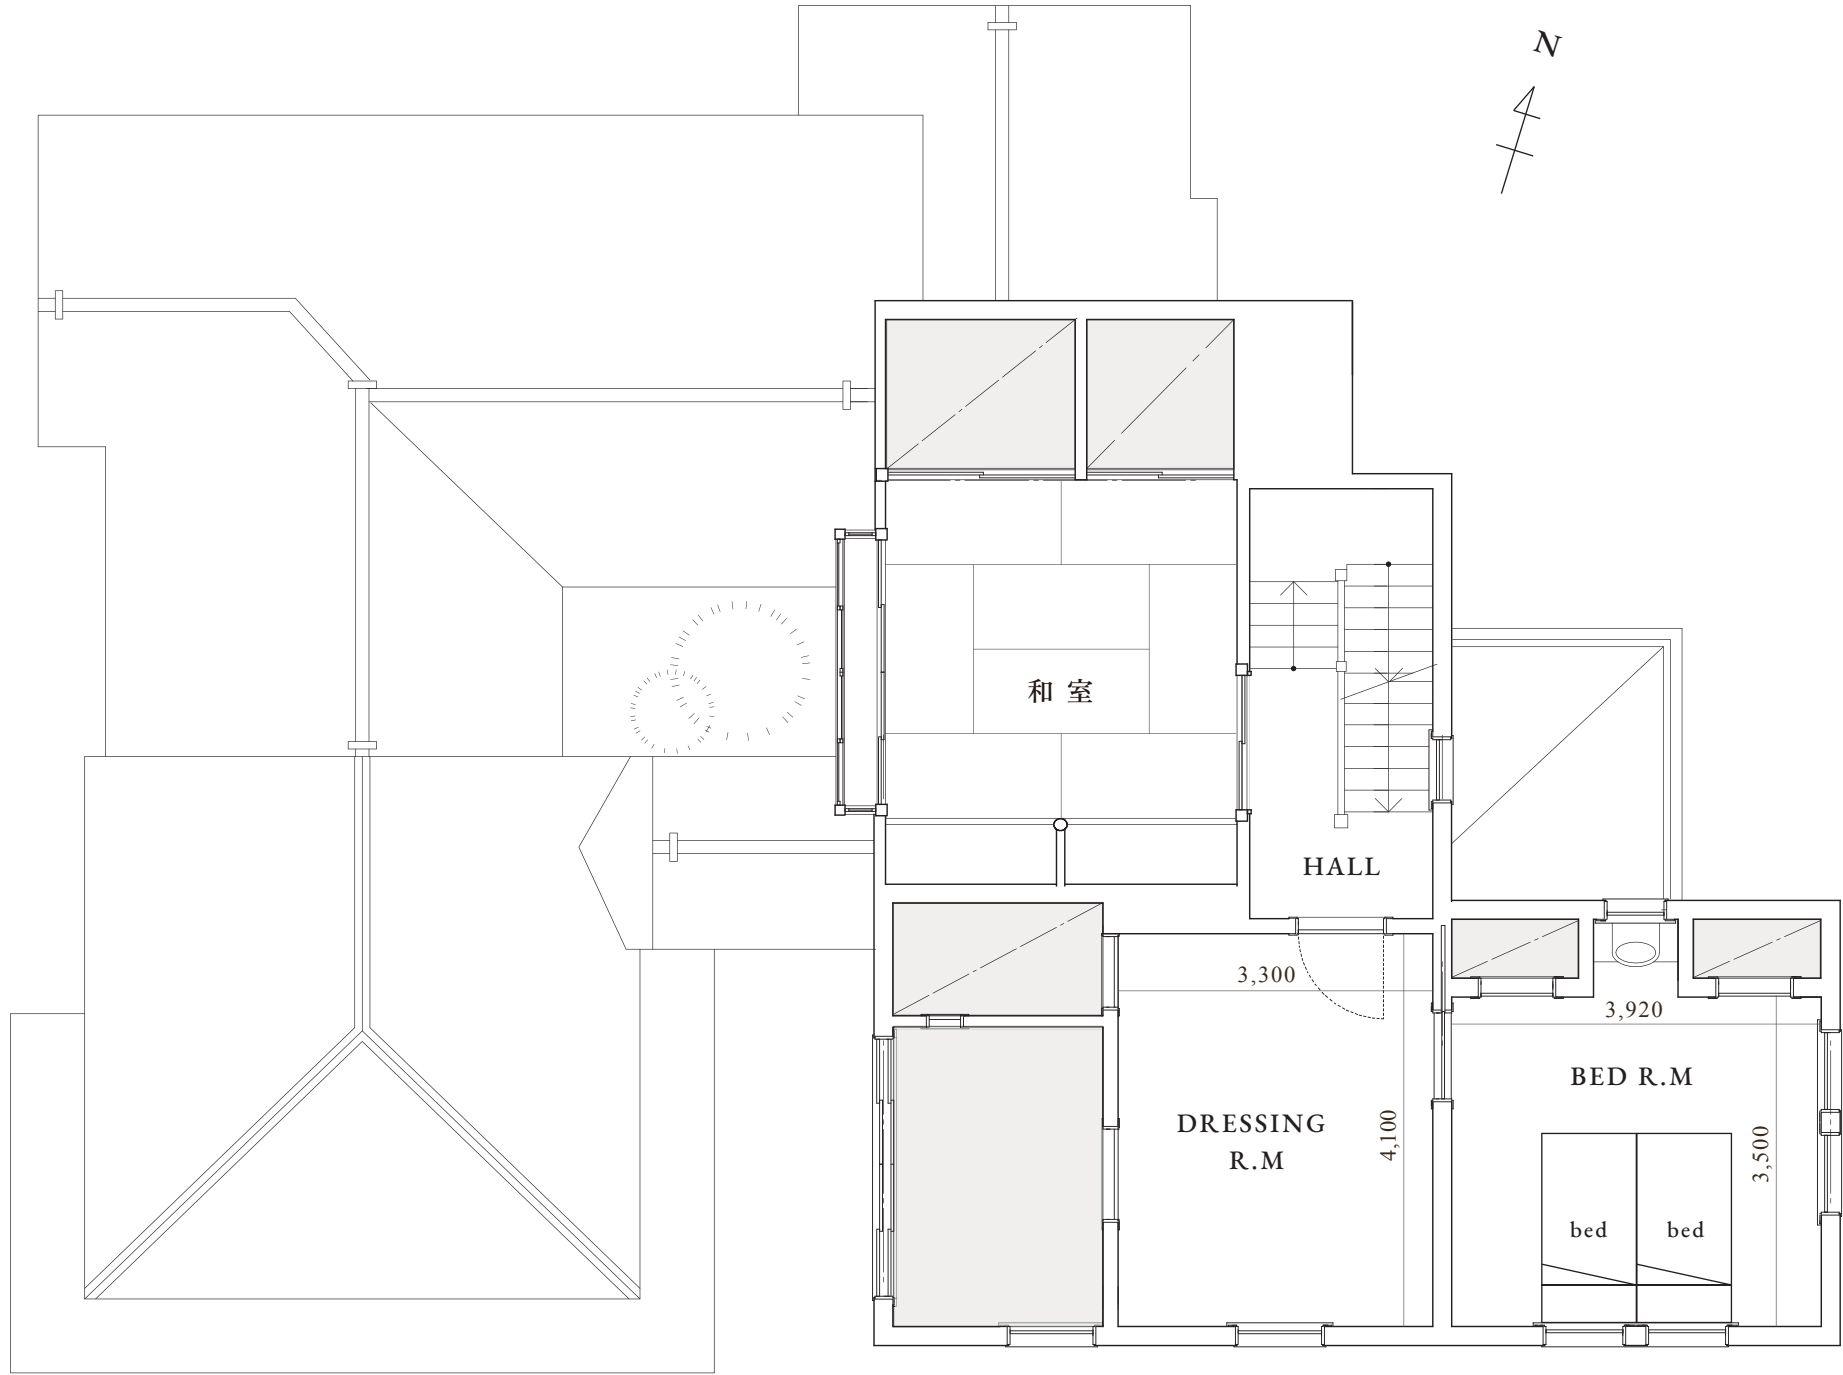 N
和室
HALL
3,300
3,920
BED R.M
DRESSING
R.M
4,100
3,500
bed
bed